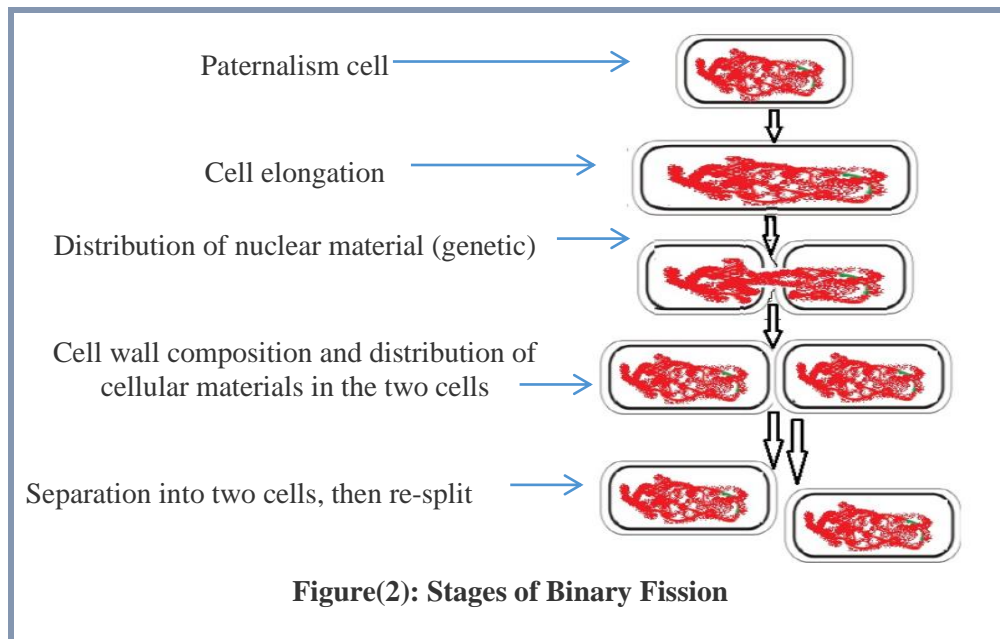 Paternalism cell
Cell elongation
Distribution of nuclear material (genetic)
Cell wall composition and distribution of
cellular materials in the two cells
Separation into two cells, then re-split
Figure(2): Stages of Binary Fission